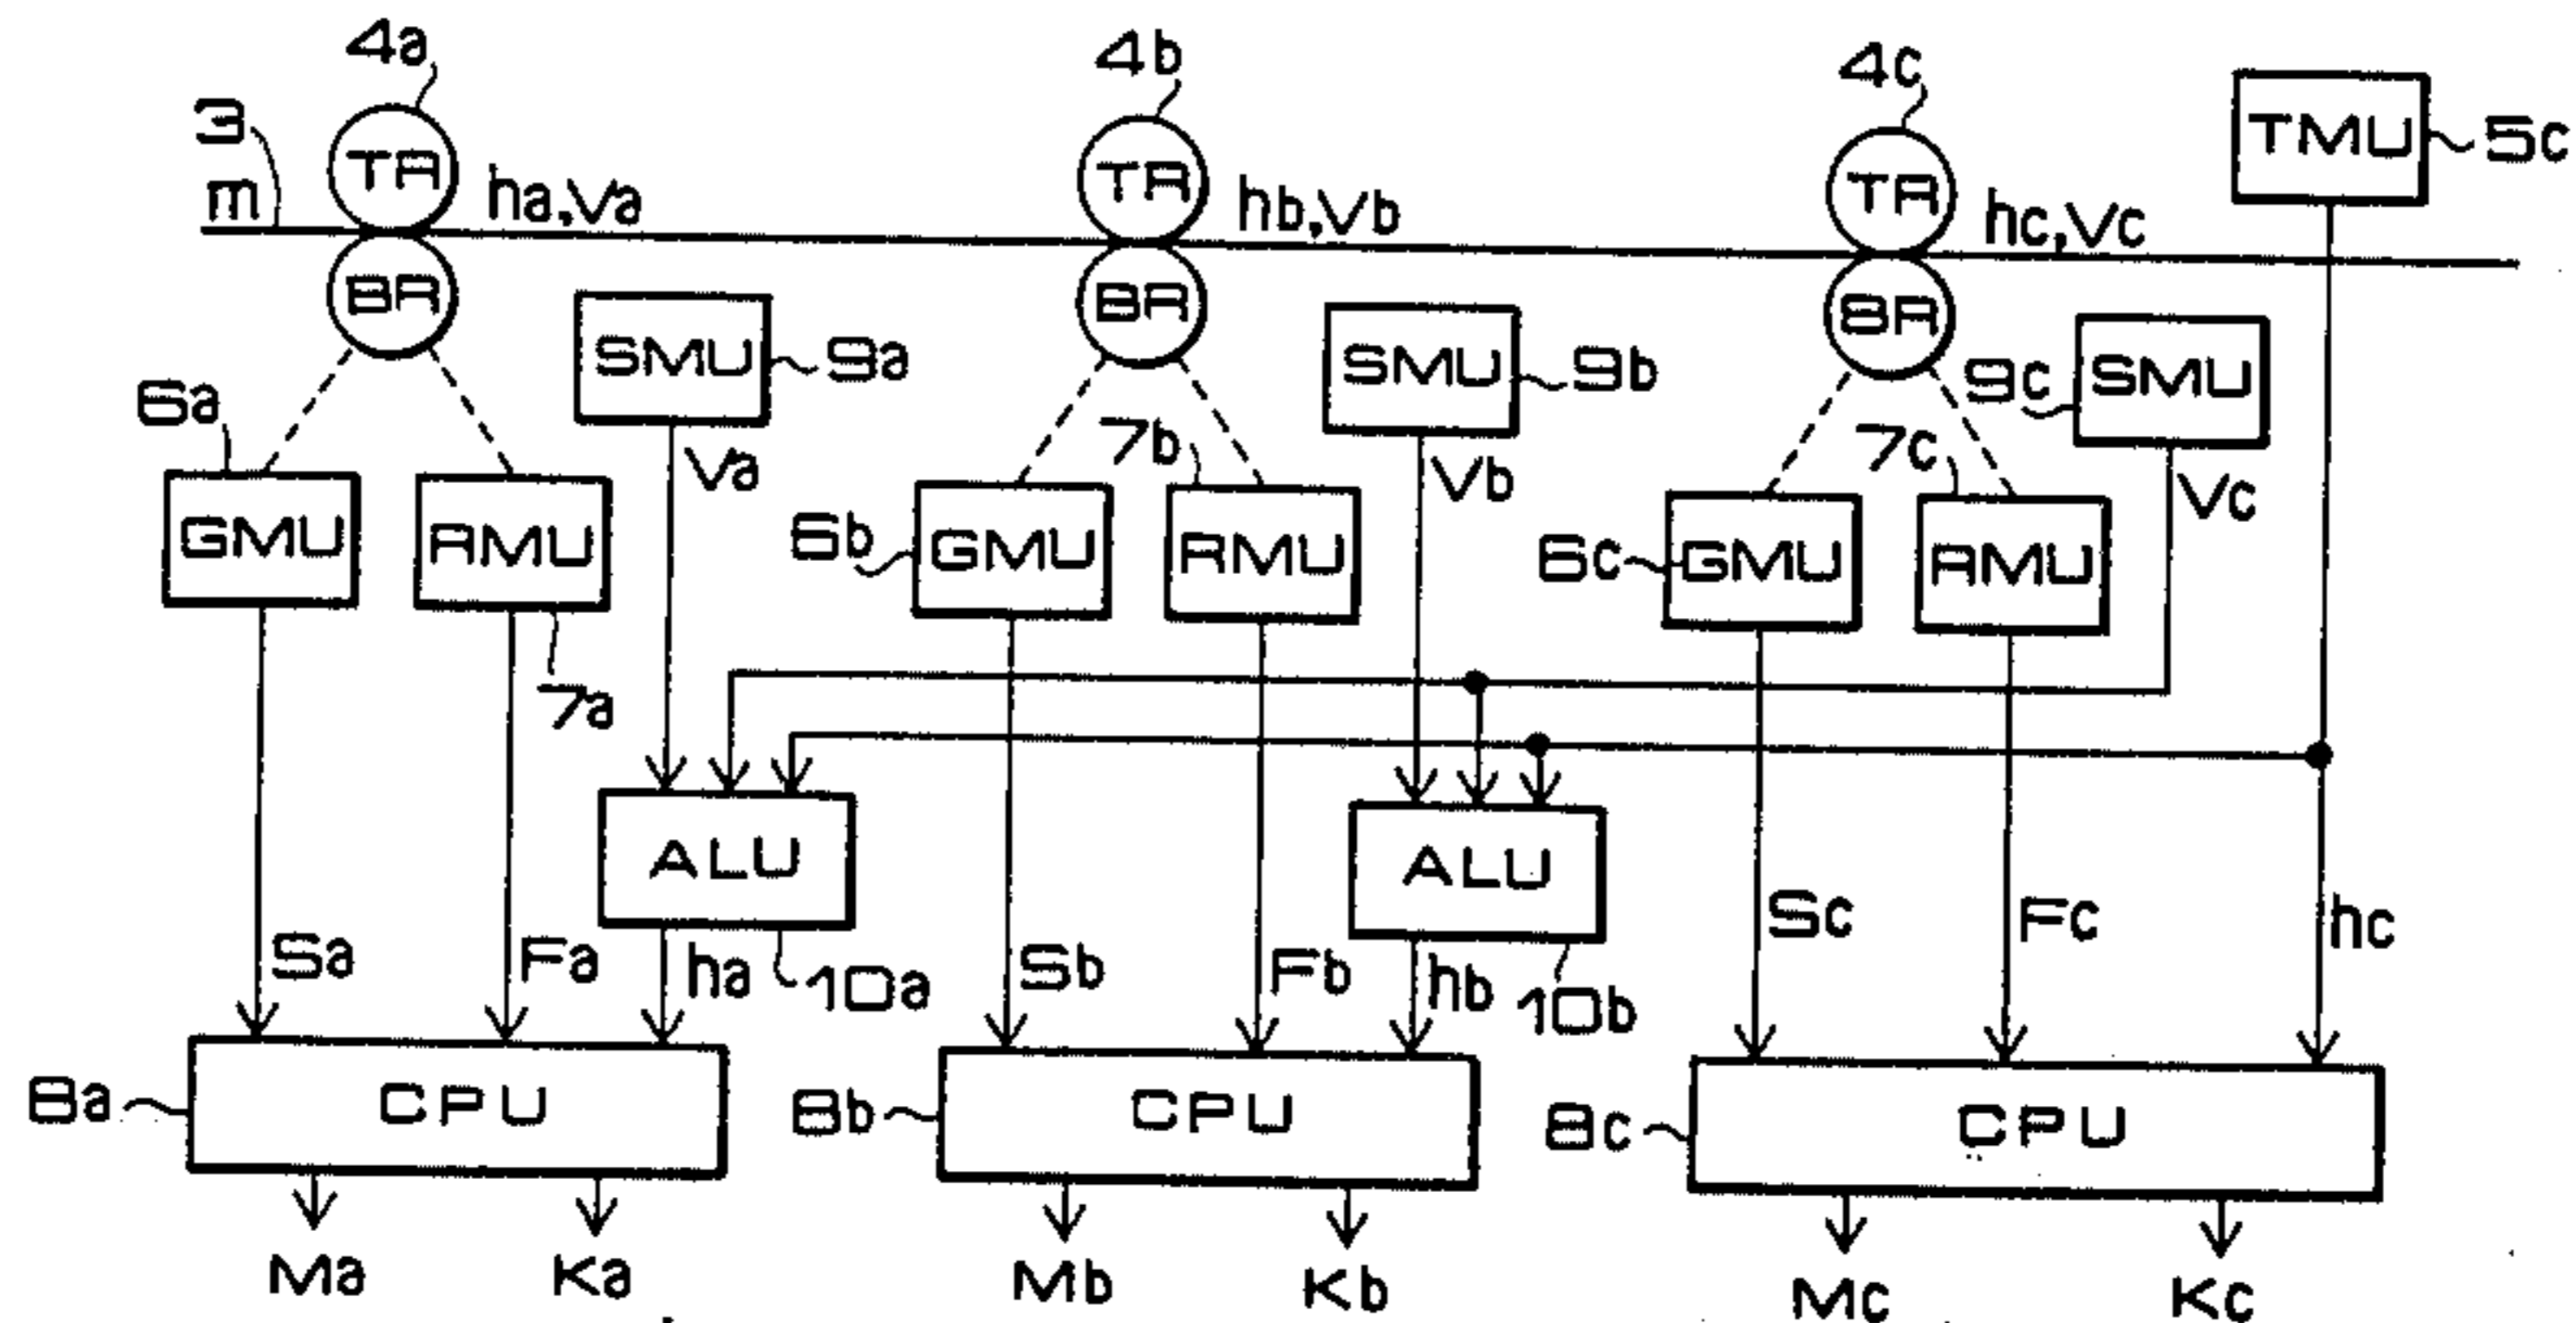 4a
4b
4c
3
m
TR
ha,Va
TR
hb,Vb
TR
hc,Vc
TMU
5c
BR
BR
BR
SMU
9a
SMU
9b
9c
SMU
6a
Va
7b
Vb
7c
Vc
GMU
RMU
6b
GMU
RMU
6c
GMU
RMU
7a
ALU
ALU
Sa
Fa
ha
10a
Sb
Fb
hb
10b
Sc
Fc
hc
8a
CPU
8b
CPU
8c
CPU
Ma
Ka
Mb
Kb
Mc
Kc